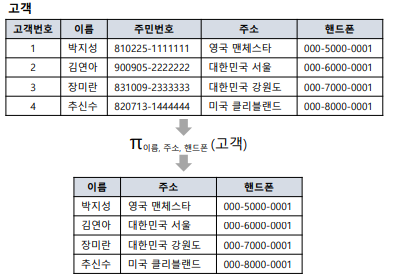 고객
고객번호 이름 주민번호 주소 핸드폰
1 박지성 810225-1111111 영국 맨체스타 000-5000-0001
2 김연아 900905-2222222 대한민국 서울 000-6000-0001
3 장미란 831009-2333333 대한민국 강원도 000-7000-0001
4 추신수 820713-1444444 미국 클리블랜드 000-8000-0001
π이름, 주소, 핸드폰 (고객)
이름 주소 핸드폰
박지성 영국 맨체스타 000-5000-0001
김연아 대한민국 서울 000-6000-0001
장미란 대한민국 강원도 000-7000-0001
추신수 미국 클리블랜드 000-8000-0001